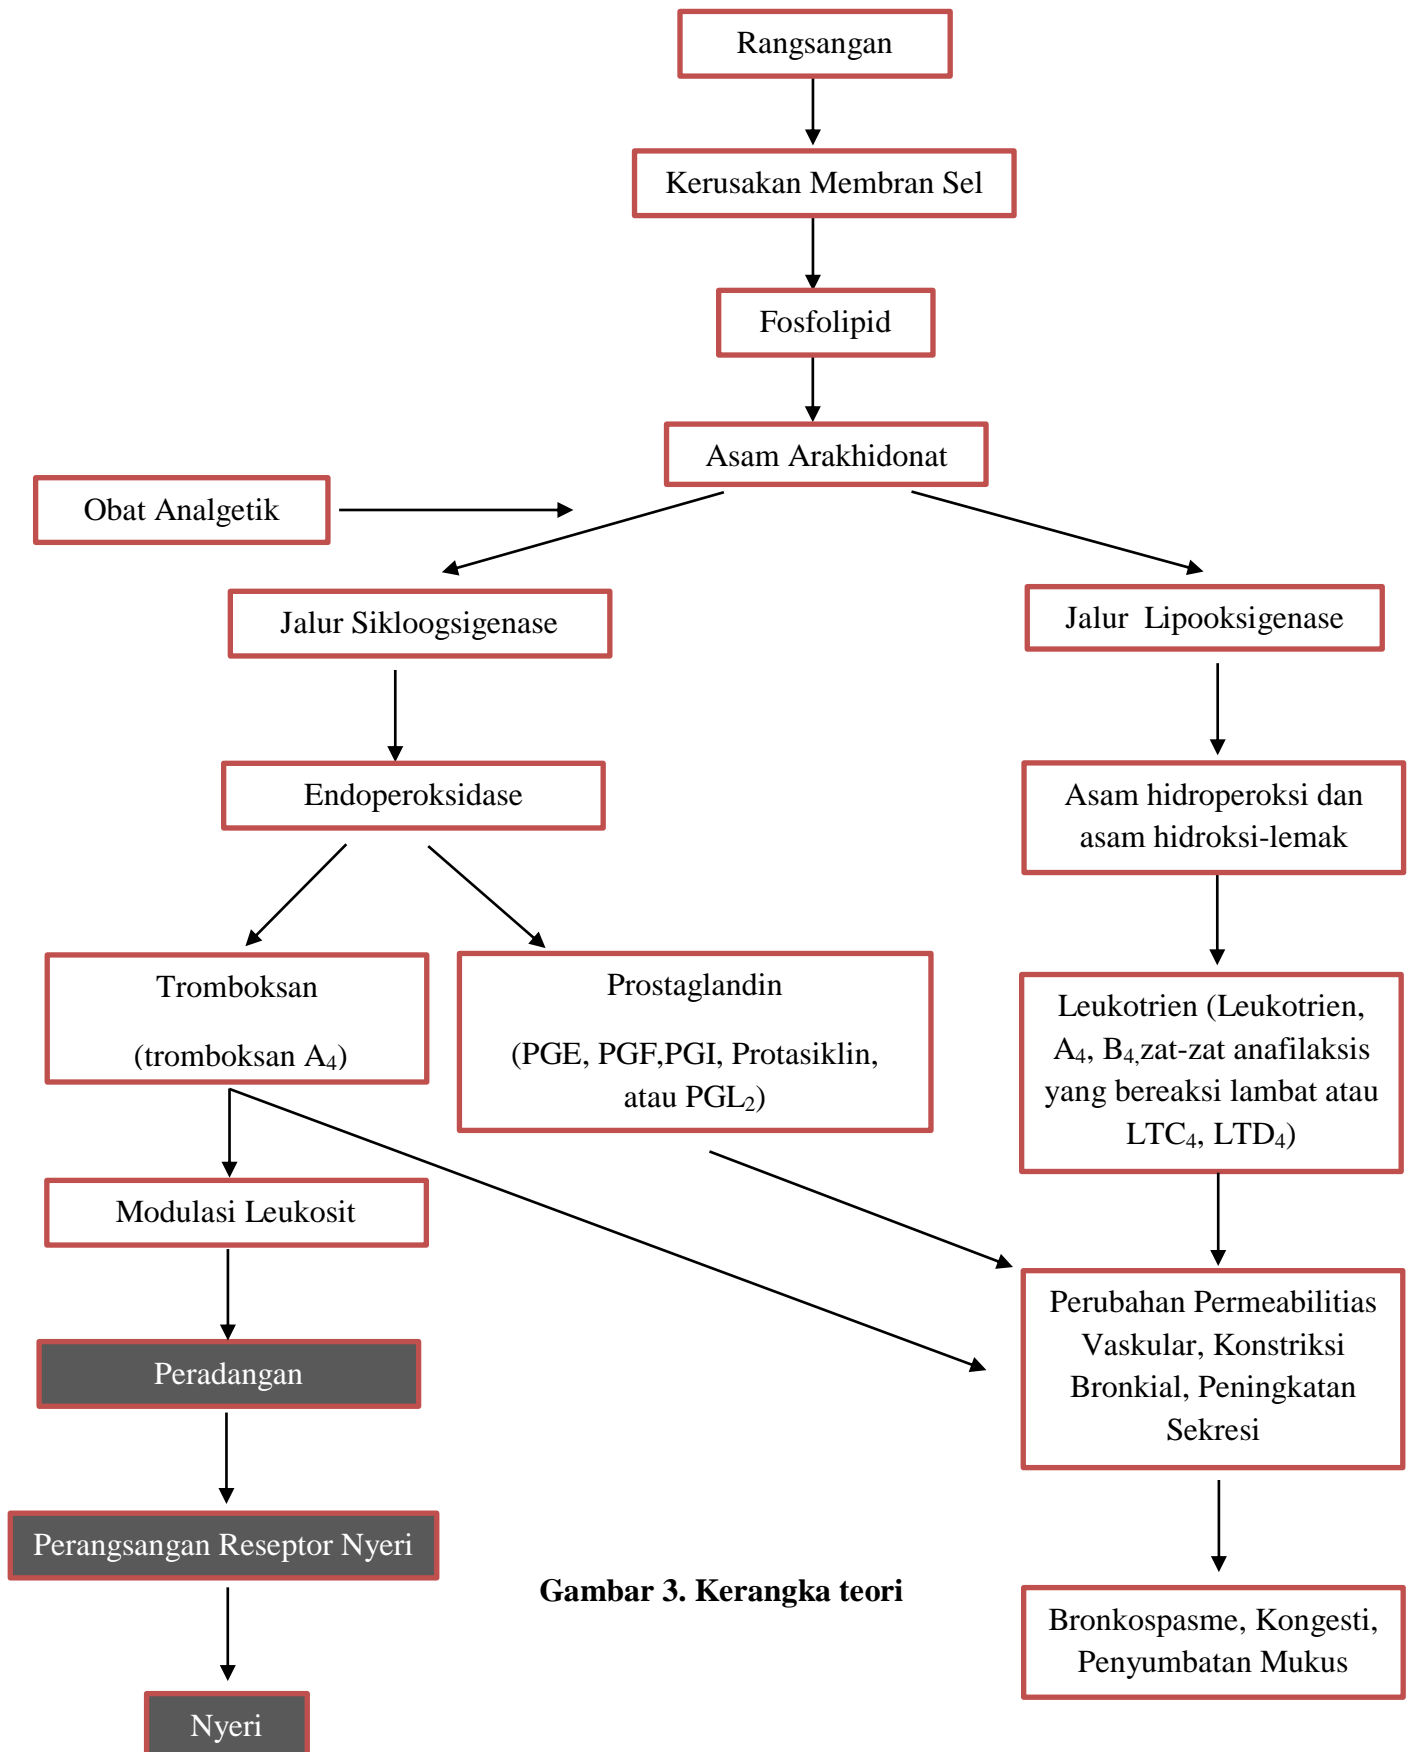 Rangsangan
Kerusakan Membran Sel
Fosfolipid
Asam Arakhidonat
Obat Analgetik
Jalur Sikloogsigenase
Jalur  Lipooksigenase
Endoperoksidase
Asam hidroperoksi dan
asam hidroksi-lemak
Tromboksan
(tromboksan A₄)
Prostaglandin
(PGE, PGF,PGI, Protasiklin,
atau PGL₂)
Leukotrien (Leukotrien,
A₄, B₄,zat-zat anafilaksis
yang bereaksi lambat atau
LTC₄, LTD₄)
Modulasi Leukosit
Perubahan Permeabilitias
Vaskular, Konstriksi
Bronkial, Peningkatan
Sekresi
Peradangan
Perangsangan Reseptor Nyeri
Gambar 3. Kerangka teori
Bronkospasme, Kongesti,
Penyumbatan Mukus
Nyeri